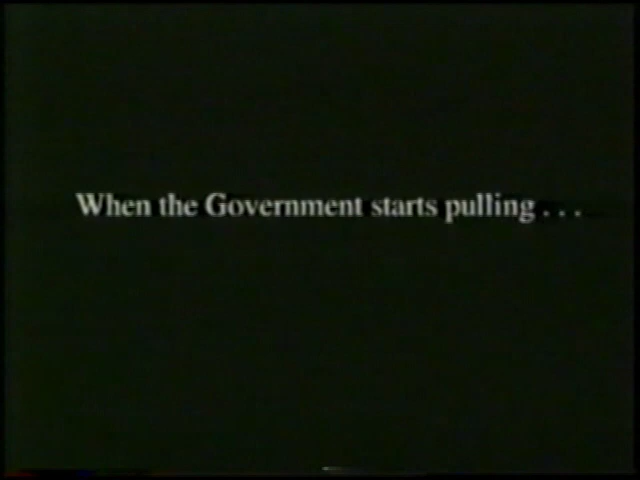 When the Government starts pulling . . .